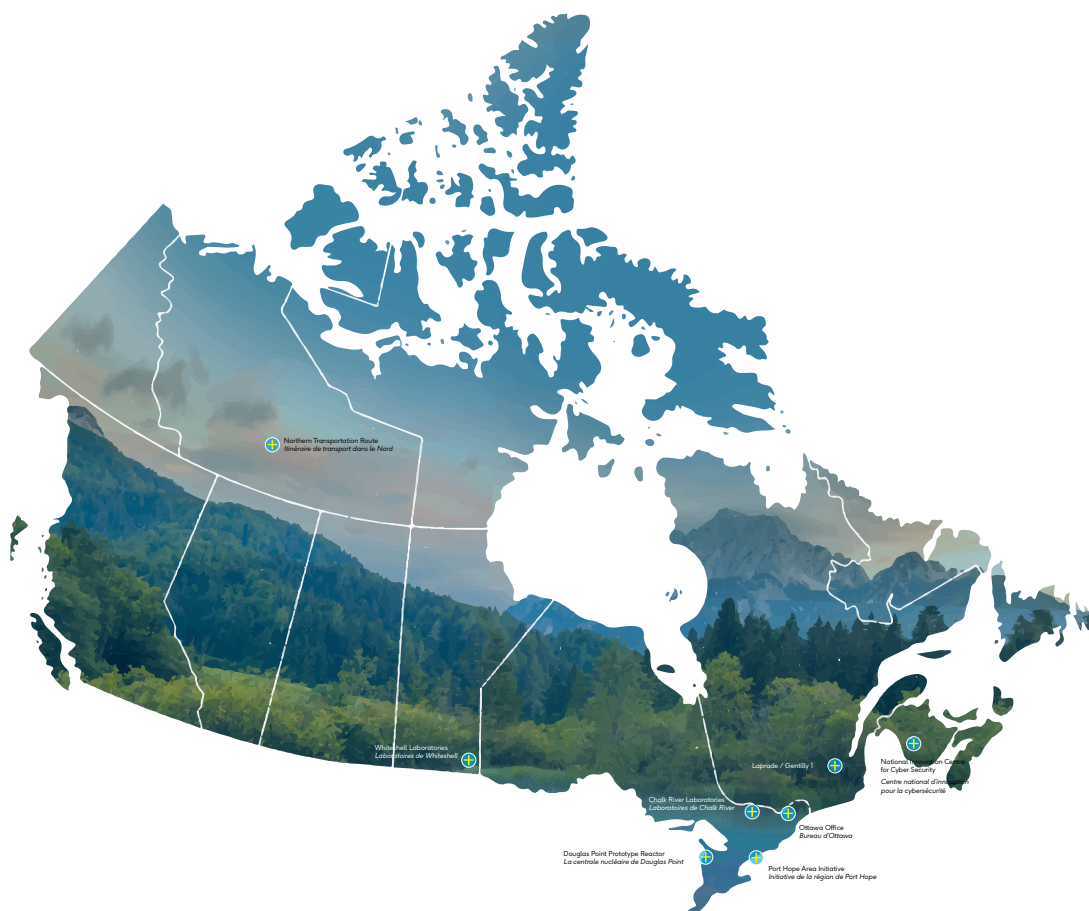 Northern Transportation Route
Itinéraire de transport dans le Nord
Whiteshell Laboratories
Laboratoires de Whiteshell
Laprade / Gentilly 1
National Innovation Centre
for Cyber Security
Centre national d'innovation
pour la cybersécurité
Chalk River Laboratories
Laboratoires de Chalk River
Ottawa Office
Bureau d'Ottawa
Douglas Point Prototype Reactor
La centrale nucléaire de Douglas Point
Port Hope Area Initiative
Initiative de la région de Port Hope